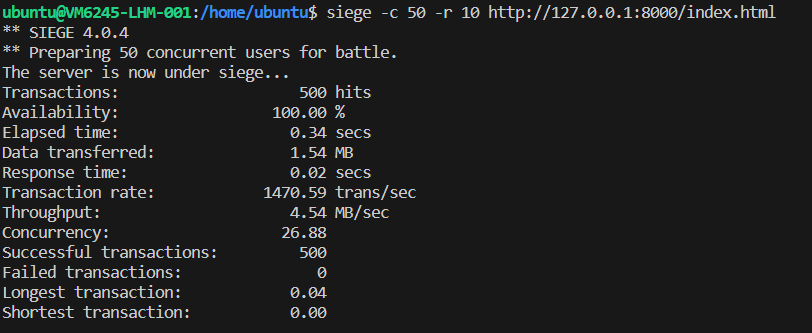 ubuntu@VM6245-LHM-001:/home/ubuntu$ siege -c 50 -r 10 http://127.0.0.1:8000/index.html
** SIEGE 4.0.4
** Preparing 50 concurrent users for battle.
The server is now under siege...
Transactions: 500 hits
Availability: 100.00 %
Elapsed time: 0.34 secs
Data transferred: 1.54 MB
Response time: 0.02 secs
Transaction rate: 1470.59 trans/sec
Throughput: 4.54 MB/sec
Concurrency: 26.88
Successful transactions: 500
Failed transactions: 0
Longest transaction: 0.04
Shortest transaction: 0.00